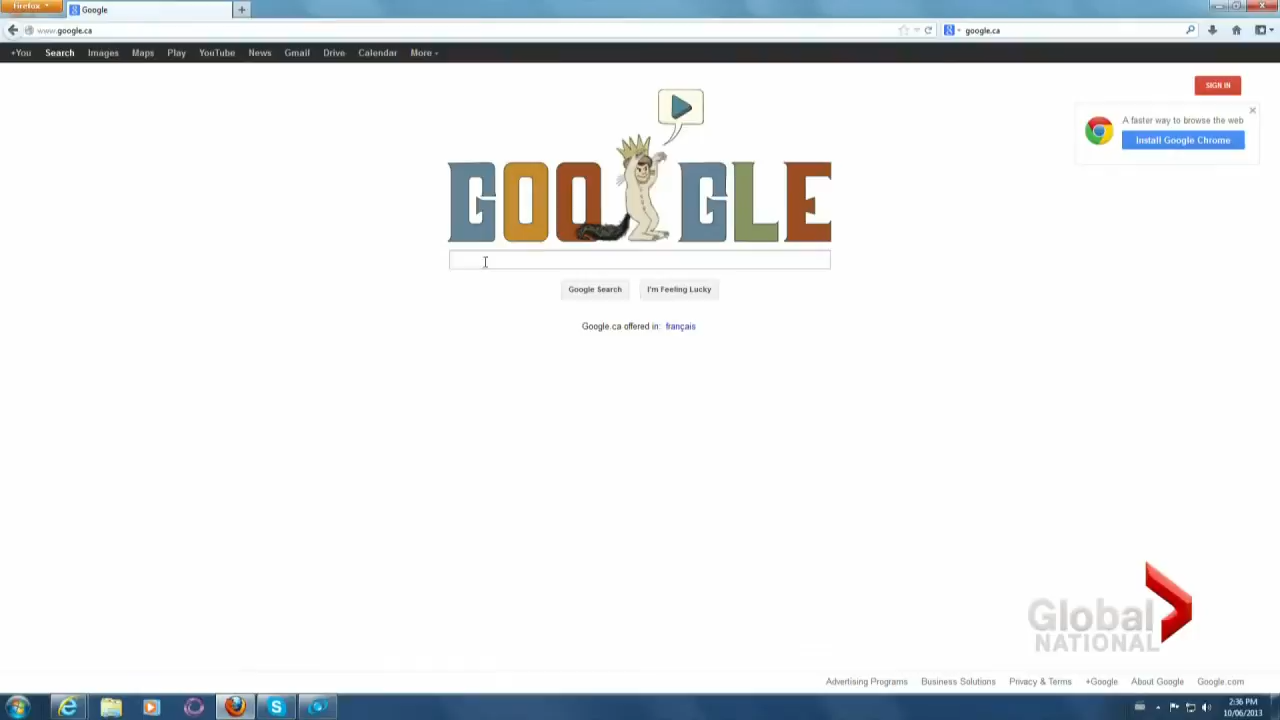 Firefox
Google
www.google.ca
google.ca
+You Search Images Maps Play YouTube News Gmail Drive Calendar More
SIGN IN
A faster way to browse the web
Install Google Chrome
GOOGLE
Google Search I'm Feeling Lucky
Google.ca offered in: français
Global
NATIONAL
Advertising Programs Business Solutions Privacy & Terms +Google About Google Google.com
2:36 PM
10/06/2013